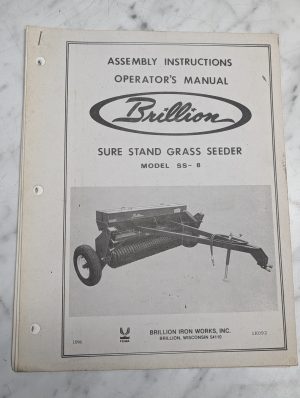 ASSEMBLY INSTRUCTIONS
OPERATOR'S MANUAL
Brillion
SURE STAND GRASS SEEDER
MODEL SS-8
BRILLION IRON WORKS, INC.
BRILLION, WISCONSIN 54110